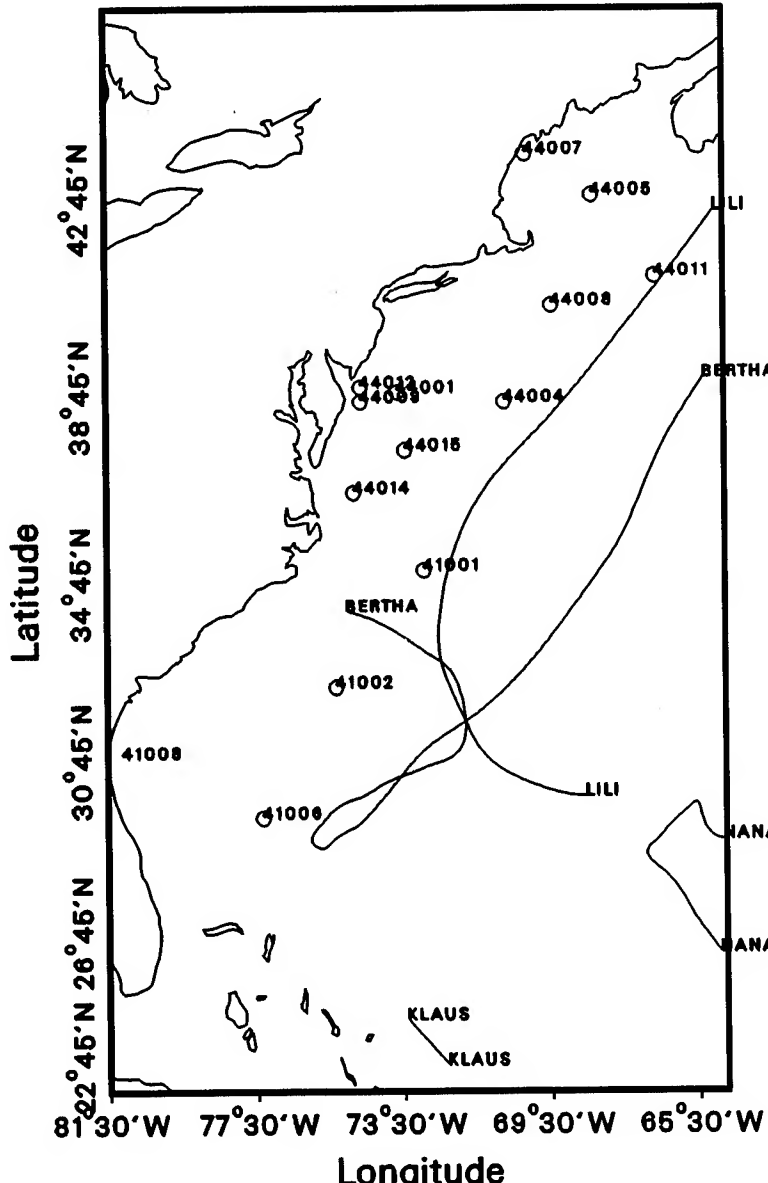 44007
44005
42°45′N
LILI
44011
44008
BERTHA
38°45′N
44012
44001
44009
44004
44015
44014
41001
34°45′N
Latitude
BERTHA
41002
30°45′N
41008
LILI
41006
NANA
26°45′N
NANA
22°45′N
KLAUS
KLAUS
81°30′W 77°30′W 73°30′W 69°30′W 65°30′W
Longitude